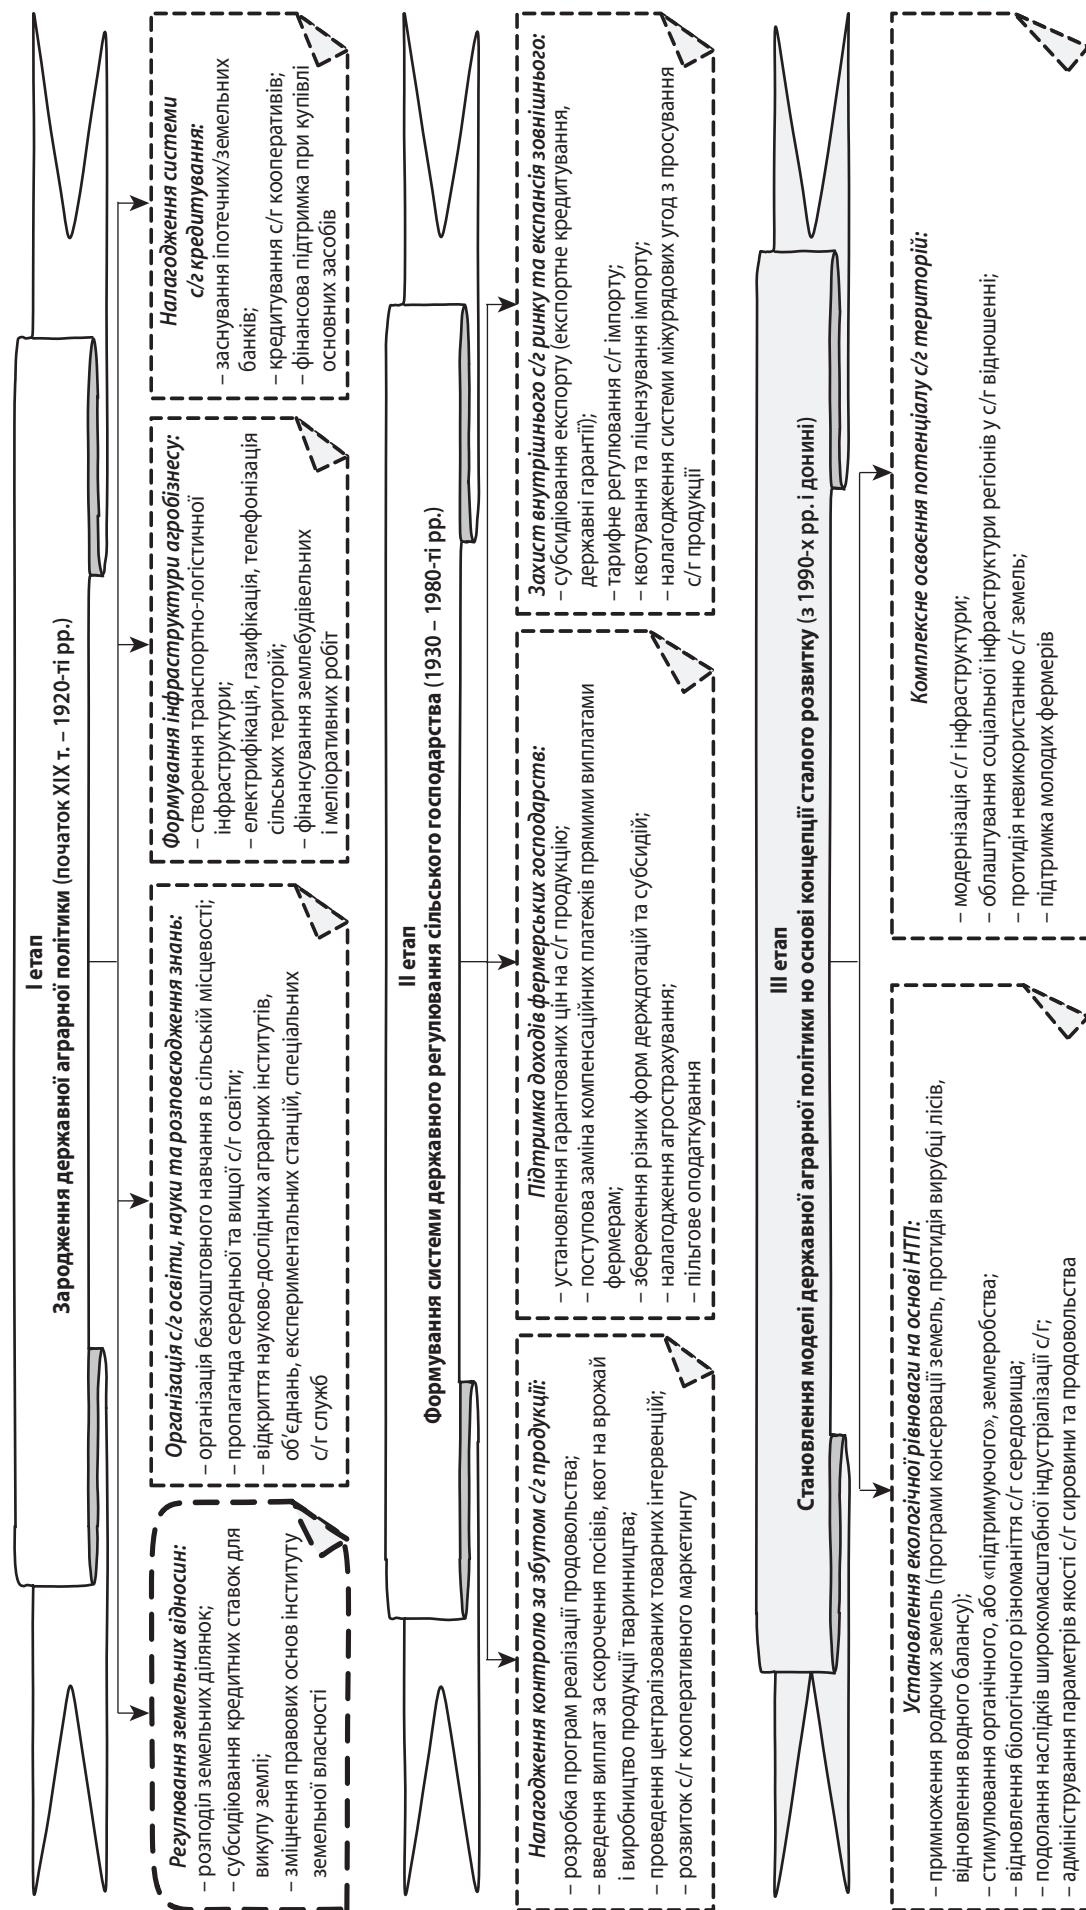 І етап
Зародження державної аграрної політики (початок XIX т. – 1920-ті рр.)
Регулювання земельних відносин:
– розподіл земельних ділянок;
– субсидіювання кредитних ставок для
викупу землі;
– зміцнення правових основ інституту
земельної власності
Організація с/г освіти, науки та розповсюдження знань:
– організація безкоштовного навчання в сільській місцевості;
– пропаганда середньої та вищої с/г освіти;
– відкриття науково-дослідних аграрних інститутів,
об’єднань, експериментальних станцій, спеціальних
с/г служб
Формування інфраструктури агробізнесу:
– створення транспортно-логістичної
інфраструктури;
– електрифікація, газифікація, телефонізація
сільських територій;
– фінансування землебудівельних
і меліоративних робіт
Налагодження системи
с/г кредитування:
– заснування іпотечних/земельних
банків;
– кредитування с/г кооперативів;
– фінансова підтримка при купівлі
основних засобів
ІІ етап
Формування системи державного регулювання сільського господарства (1930 – 1980-ті рр.)
Налагодження контролю за збутом с/г продукції:
– розробка програм реалізації продовольства;
– введення виплат за скорочення посівів, квот на врожай
і виробництво продукції тваринництва;
– проведення централізованих товарних інтервенцій;
– розвиток с/г кооперативного маркетингу
Підтримка доходів фермерських господарств:
– установлення гарантованих цін на с/г продукцію;
– поступова заміна компенсаційних платежів прямими виплатами
фермерам;
– збереження різних форм держдотацій та субсидій;
– налагодження агрострахування;
– пільгове оподаткування
Захист внутрішнього с/г ринку та експансія зовнішнього:
– субсидіювання експорту (експортне кредитування,
державні гарантії);
– тарифне регулювання с/г імпорту;
– квотування та ліцензування імпорту;
– налагодження системи міжурядових угод з просування
с/г продукції
ІІІ етап
Становлення моделі державної аграрної політики но основі концепції сталого розвитку (з 1990-х рр. і донині)
Установлення екологічної рівноваги на основі НТП:
– примноження родючих земель (програми консервації земель, протидія вирубці лісів,
відновлення водного балансу);
– стимулювання органічного, або «підтримуючого», землеробства;
– відновлення біологічного різноманіття с/г середовища;
– подолання наслідків широкомасштабної індустріалізації с/г;
– адміністрування параметрів якості с/г сировини та продовольства
Комплексне освоєння потенціалу с/г територій:
– модернізація с/г інфраструктури;
– облаштування соціальної інфраструктури регіонів у с/г відношенні;
– протидія невикористанню с/г земель;
– підтримка молодих фермерів